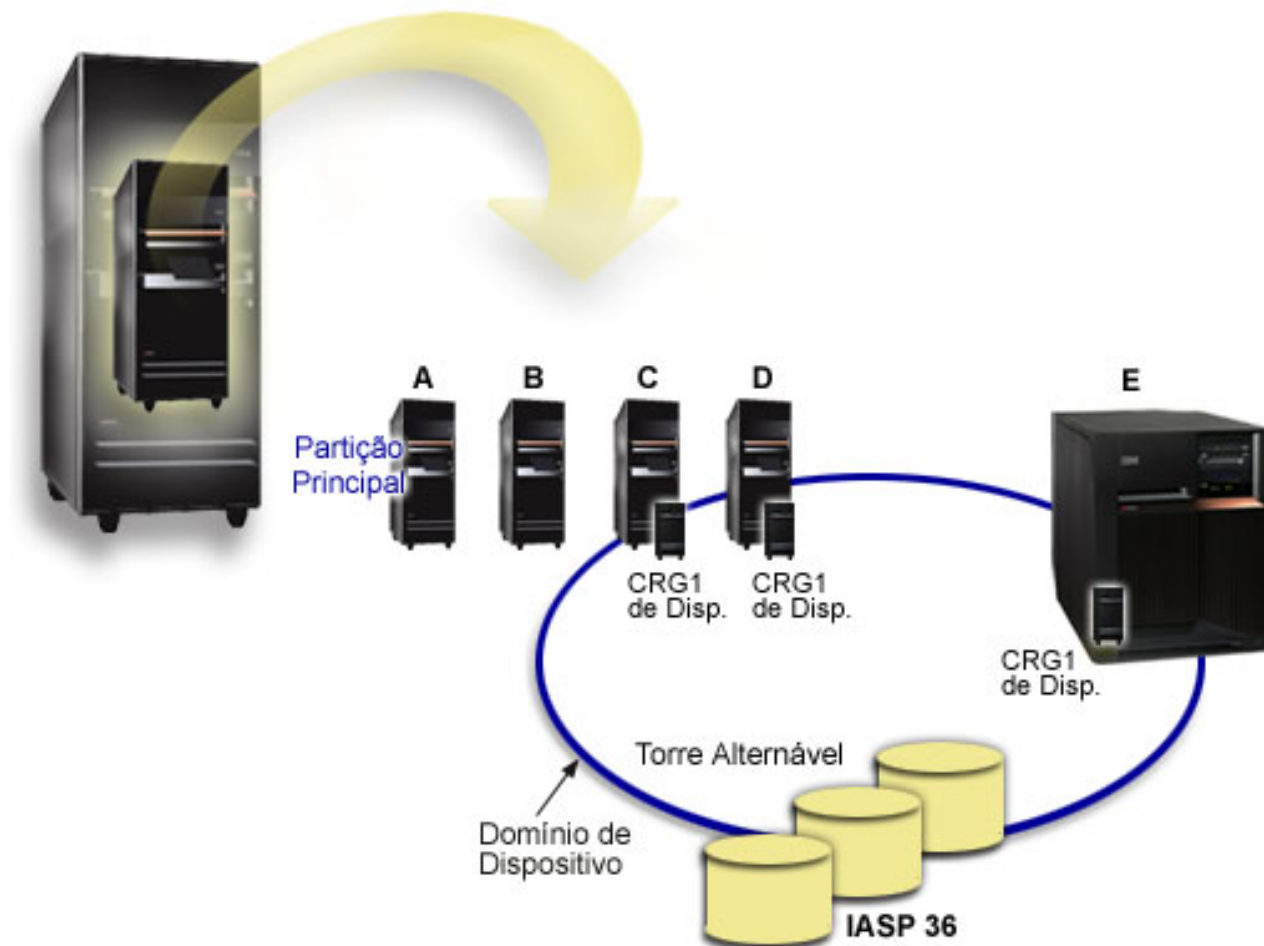 A
B
C
D
E
Partição
Principal
CRG1
de Disp.
CRG1
de Disp.
CRG1
de Disp.
Torre Alternável
Domínio de
Dispositivo
IASP 36